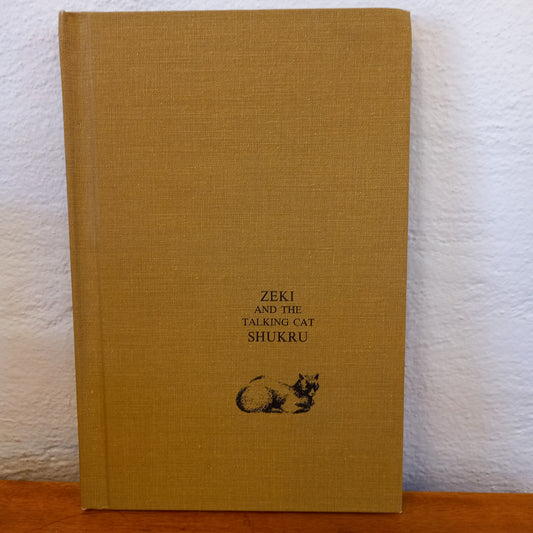 ZEKI
AND THE
TALKING CAT
SHUKRU